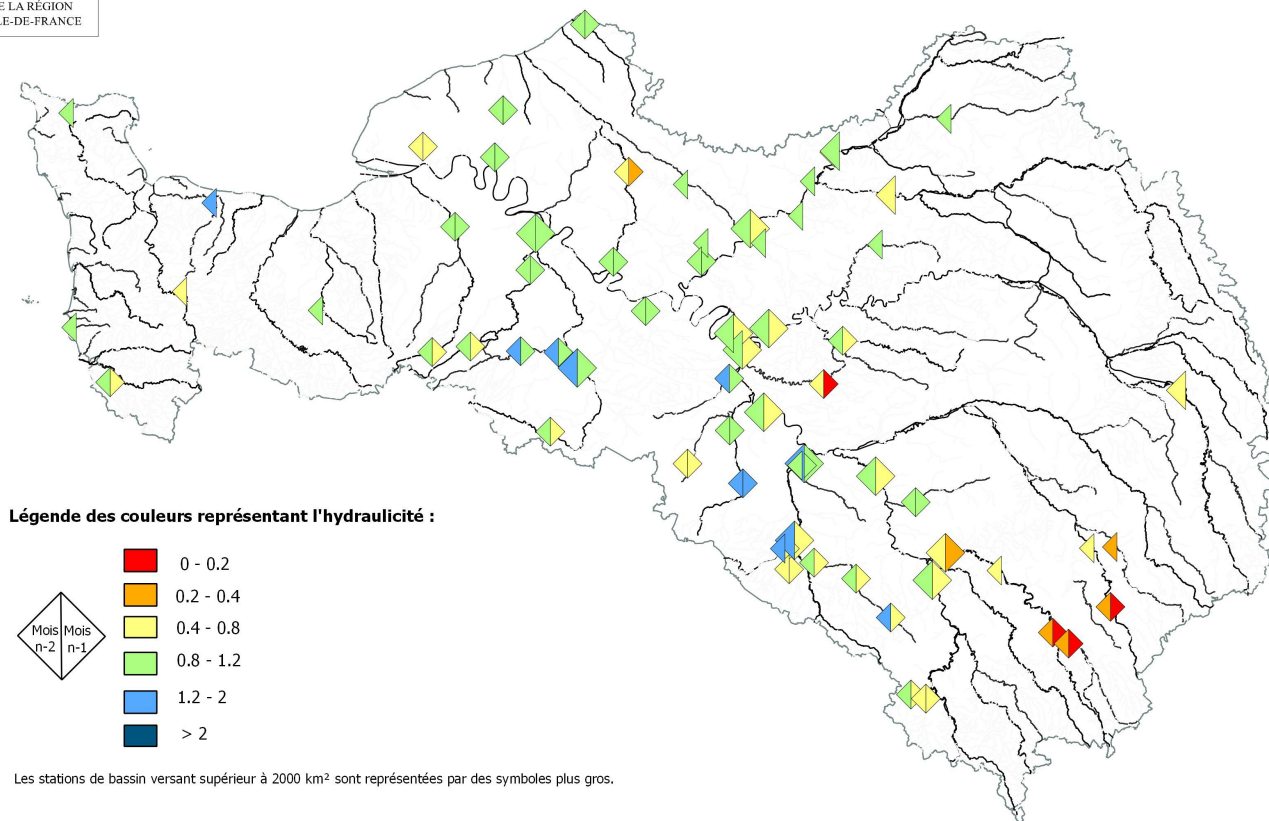 E LA RÉGION
LE-DE-FRANCE
Légende des couleurs représentant l'hydraulicité :
0 - 0.2
0.2 - 0.4
0.4 - 0.8
0.8 - 1.2
1.2 - 2
> 2
Mois Mois
n-2 n-1
Les stations de bassin versant supérieur à 2000 km² sont représentées par des symboles plus gros.